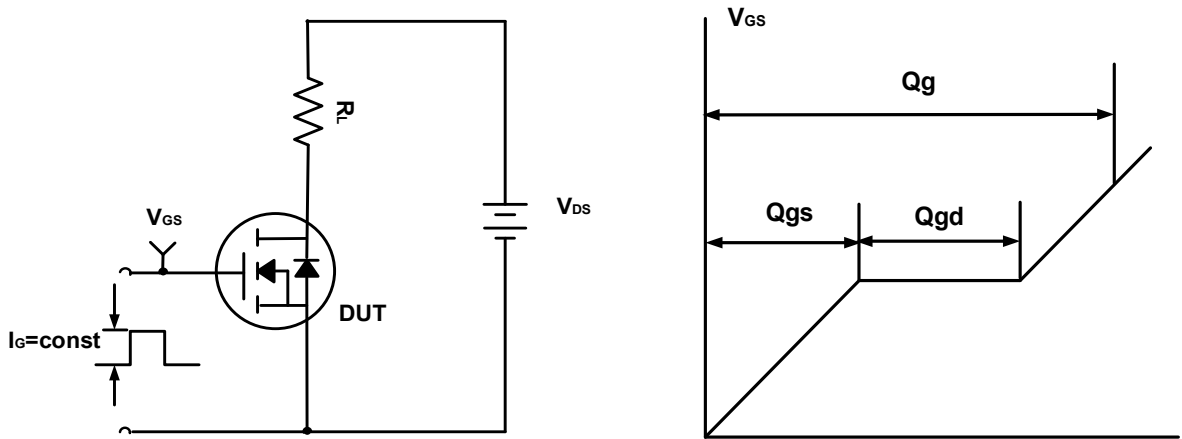 RL
VDS
VGS
DUT
IG=const
VGS
Qg
Qgs
Qgd